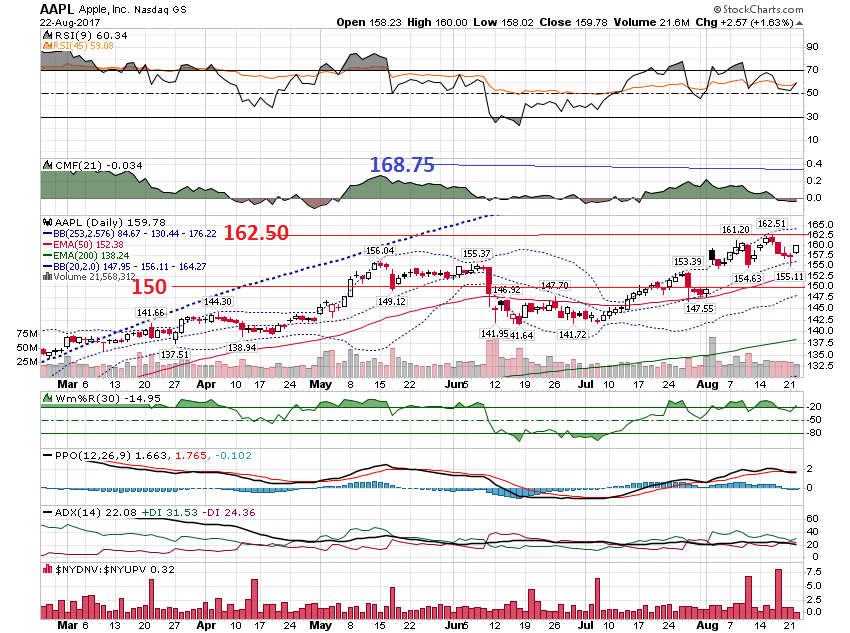 AAPL Apple, Inc. Nasdaq GS
© StockCharts.com
22-Aug-2017
Open 158.23 High 160.00 Low 158.02 Close 159.78 Volume 21.6M Chg +2.57 (+1.63%)
RSI(9) 60.34
RSI(45) 59.08
90
70
50
30
10
CMF(21) -0.034
168.75
0.4
0.2
0.0
AAPL (Daily) 159.78
BB(253,2.576) 84.67 - 130.44 - 176.22
EMA(50) 152.38
EMA(200) 138.24
BB(20,2.0) 147.95 - 156.11 - 164.27
Volume 21,568,312
162.50
150
141.66
137.51
144.30
138.94
156.04
149.12
155.37
146.92
141.95
41.64
147.70
141.72
153.39
147.55
161.20
154.63
162.51
155.11
165.0
162.5
160.0
157.5
155.0
152.5
150.0
147.5
145.0
142.5
140.0
137.5
135.0
132.5
75M
50M
25M
Mar 6 13 20 27 Apr 10 17 24 May 8 15 22 Jun 5 12 19 26 Jul 10 17 24 Aug 7 14 21
Wm%R(30) -14.95
-20
-50
-80
PPO(12,26,9) 1.663, 1.765, -0.102
2
0
ADX(14) 22.08 +DI 31.53 -DI 24.36
60
40
20
0
$NYDNV:$NYUPV 0.32
7.5
5.0
2.5
0.0
Mar 6 13 20 27 Apr 10 17 24 May 8 15 22 Jun 5 12 19 26 Jul 10 17 24 Aug 7 14 21